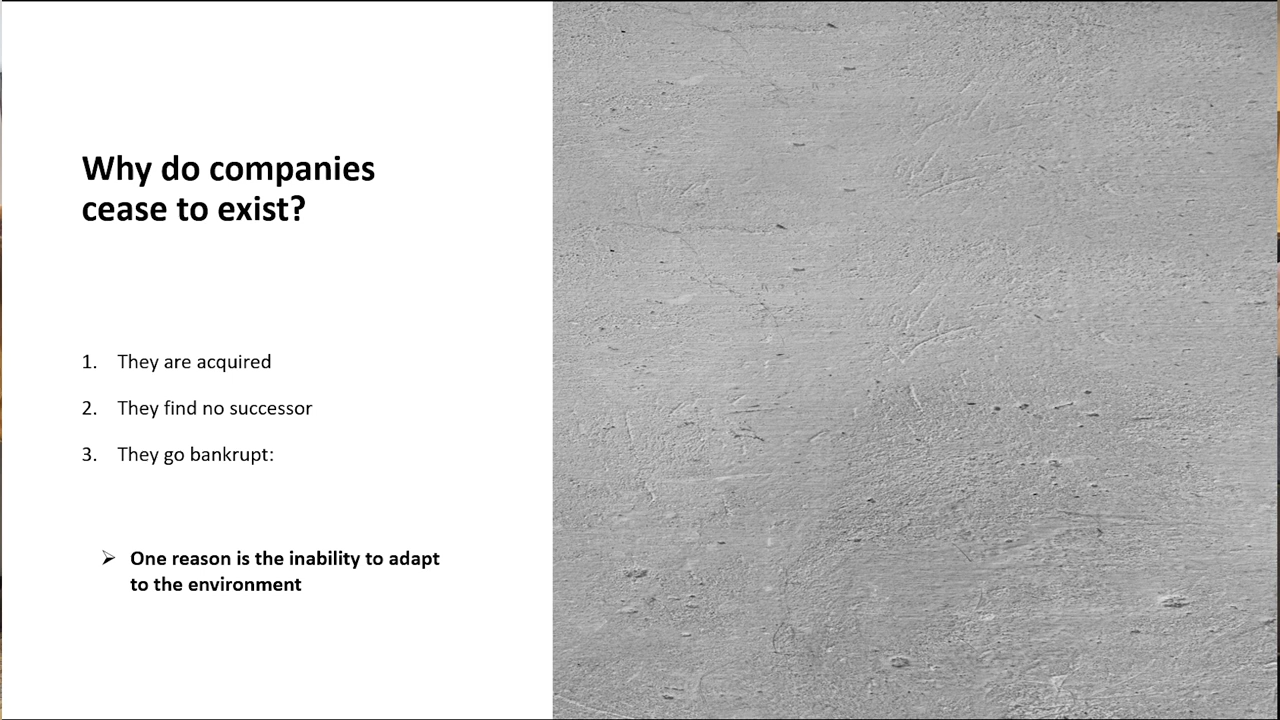 Why do companies
cease to exist?
1. They are acquired
2. They find no successor
3. They go bankrupt:
➢ One reason is the inability to adapt
to the environment